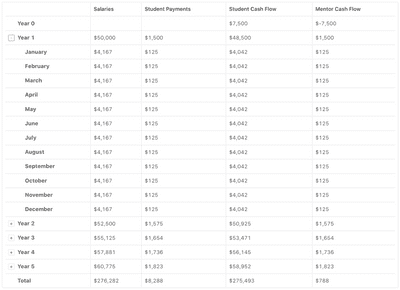 Salaries Student Payments Student Cash Flow Mentor Cash Flow
Year 0 $7,500 $-7,500
Year 1 $50,000 $1,500 $48,500 $1,500
January $4,167 $125 $4,042 $125
February $4,167 $125 $4,042 $125
March $4,167 $125 $4,042 $125
April $4,167 $125 $4,042 $125
May $4,167 $125 $4,042 $125
June $4,167 $125 $4,042 $125
July $4,167 $125 $4,042 $125
August $4,167 $125 $4,042 $125
September $4,167 $125 $4,042 $125
October $4,167 $125 $4,042 $125
November $4,167 $125 $4,042 $125
December $4,167 $125 $4,042 $125
Year 2 $52,500 $1,575 $50,925 $1,575
Year 3 $55,125 $1,654 $53,471 $1,654
Year 4 $57,881 $1,736 $56,145 $1,736
Year 5 $60,775 $1,823 $58,952 $1,823
Total $276,282 $8,288 $275,493 $788